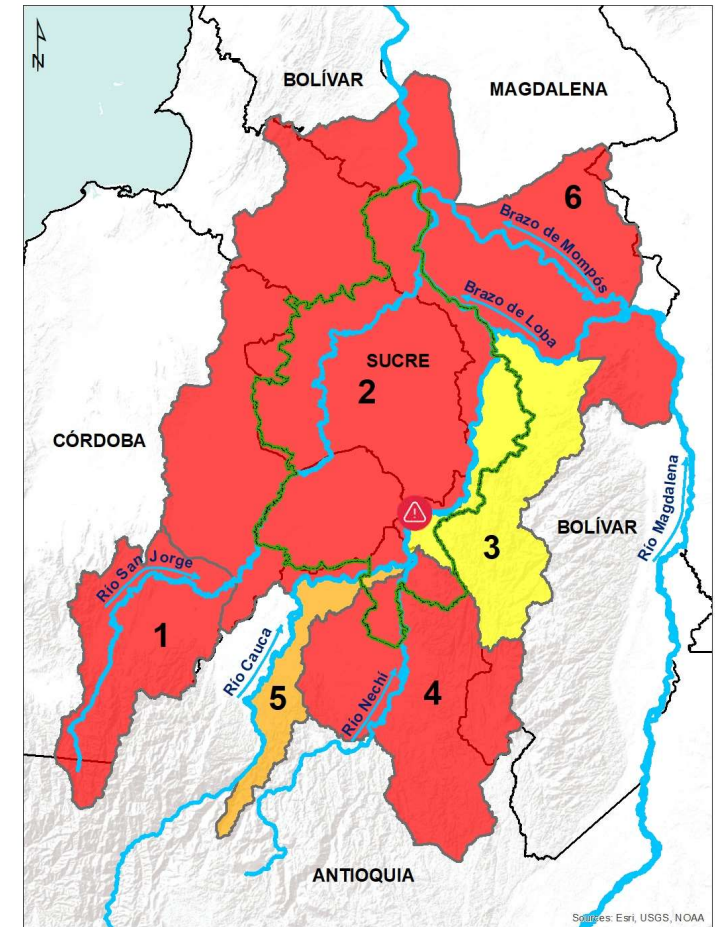 N
BOLÍVAR
MAGDALENA
6
Brazo de Mompós
Brazo de Loba
SUCRE
2
CÓRDOBA
Río Magdalena
BOLÍVAR
3
Río San Jorge
1
Río Cauca
5
Río Nechí
4
ANTIOQUIA
Sources: Esri, USGS, NOAA